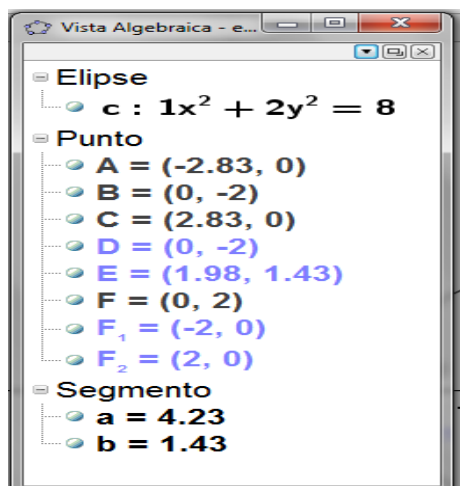 Vista Algebraica - e...
Elipse
c : 1x² + 2y² = 8
Punto
A = (-2.83, 0)
B = (0, -2)
C = (2.83, 0)
D = (0, -2)
E = (1.98, 1.43)
F = (0, 2)
F₁ = (-2, 0)
F₂ = (2, 0)
Segmento
a = 4.23
b = 1.43